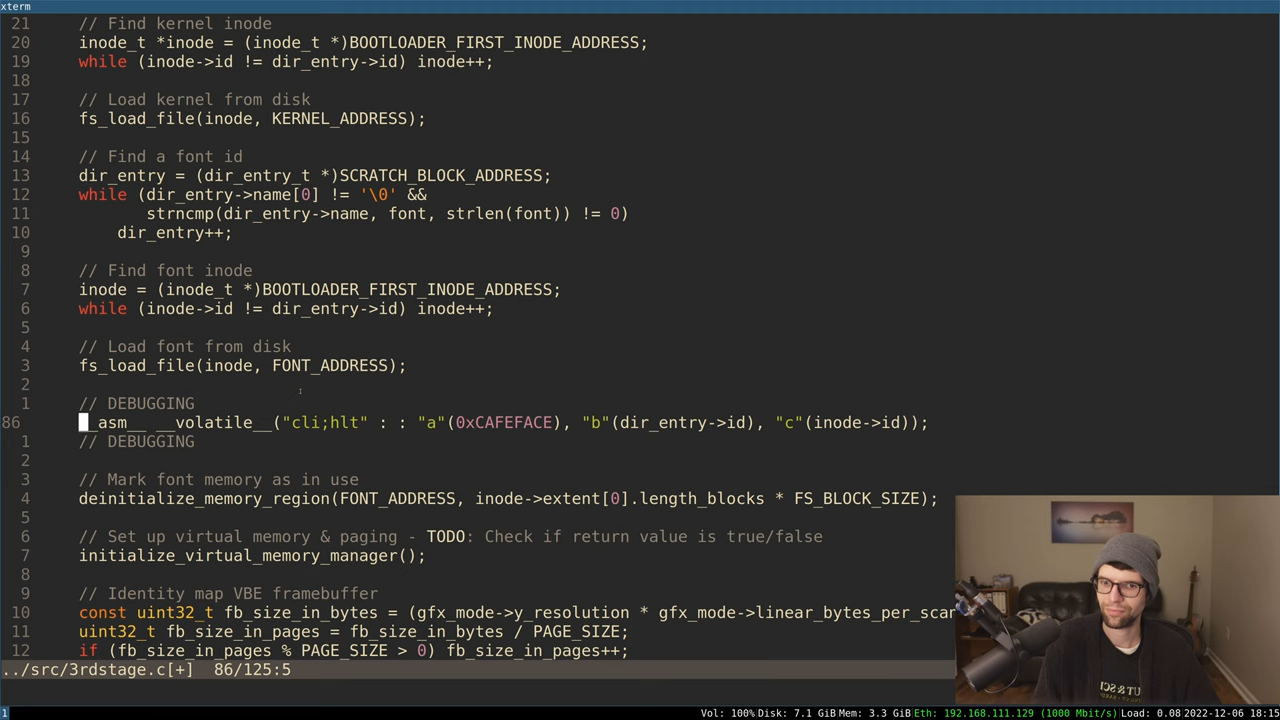 xterm
21 // Find kernel inode
20 inode_t *inode = (inode_t *)BOOTLOADER_FIRST_INODE_ADDRESS;
19 while (inode->id != dir_entry->id) inode++;
18
17 // Load kernel from disk
16 fs_load_file(inode, KERNEL_ADDRESS);
15
14 // Find a font id
13 dir_entry = (dir_entry_t *)SCRATCH_BLOCK_ADDRESS;
12 while (dir_entry->name[0] != '\0' &&
11 strncmp(dir_entry->name, font, strlen(font)) != 0)
10 dir_entry++;
9
8 // Find font inode
7 inode = (inode_t *)BOOTLOADER_FIRST_INODE_ADDRESS;
6 while (inode->id != dir_entry->id) inode++;
5
4 // Load font from disk
3 fs_load_file(inode, FONT_ADDRESS);
2
1 // DEBUGGING
86 __asm__ __volatile__("cli;hlt" : : "a"(0xCAFEFACE), "b"(dir_entry->id), "c"(inode->id));
1 // DEBUGGING
2
3 // Mark font memory as in use
4 deinitialize_memory_region(FONT_ADDRESS, inode->extent[0].length_blocks * FS_BLOCK_SIZE);
5
6 // Set up virtual memory & paging - TODO: Check if return value is true/false
7 initialize_virtual_memory_manager();
8
9 // Identity map VBE framebuffer
10 const uint32_t fb_size_in_bytes = (gfx_mode->y_resolution * gfx_mode->linear_bytes_per_scan
11 uint32_t fb_size_in_pages = fb_size_in_bytes / PAGE_SIZE;
12 if (fb_size_in_pages % PAGE_SIZE > 0) fb_size_in_pages++;
../src/3rdstage.c[+] 86/125:5
1 Vol: 100% Disk: 7.1 GiB Mem: 3.3 GiB Eth: 192.168.111.129 (1000 Mbit/s) Load: 0.08 2022-12-06 18:15